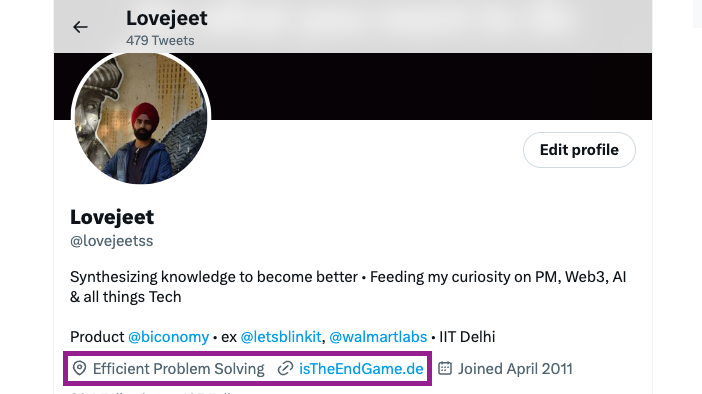 Lovejeet
479 Tweets
Edit profile
Lovejeet
@lovejeetss
Synthesizing knowledge to become better • Feeding my curiosity on PM, Web3, AI
& all things Tech
Product @biconomy • ex @letsblinkit, @walmartlabs • IIT Delhi
Efficient Problem Solving isTheEndGame.de Joined April 2011